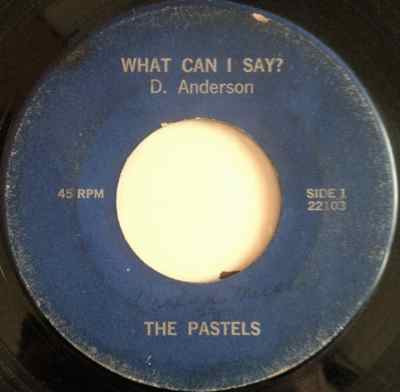 WHAT CAN I SAY?
D. Anderson
45 RPM
SIDE 1
22103
THE PASTELS